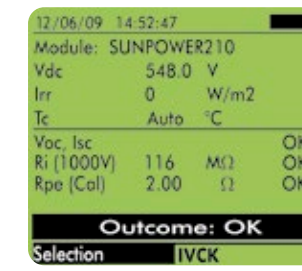 12/06/09 14:52:47
Module: SUNPOWER210
Vdc 548.0 V
Irr 0 W/m2
Tc Auto °C
Voc, Isc OK
Ri (1000V) 116 MΩ OK
Rpe (Cal) 2.00 Ω OK
Outcome: OK
Selection IVCK